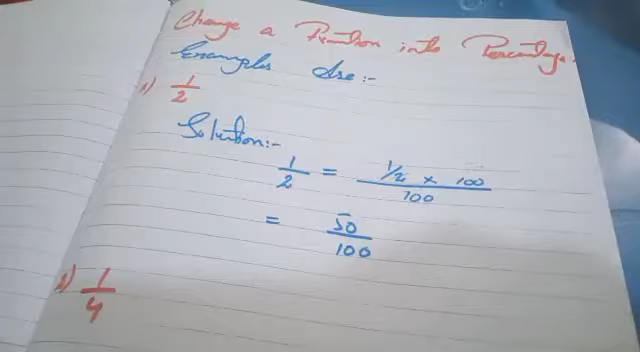 Change a Fraction into Percentage.
Examples Are:-
1) 1/2
Solution:-
1/2 = (1/2 × 100)/100
= 50/100
2) 1/4